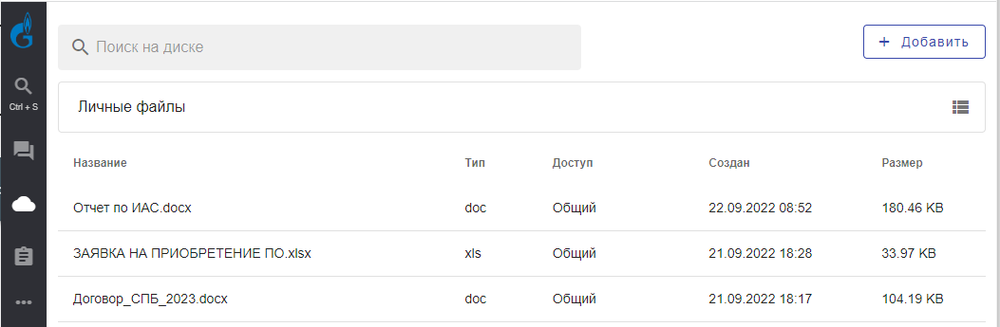 Поиск на диске
+ Добавить
Ctrl + S
Личные файлы
Название Тип Доступ Создан Размер
Отчет по ИАС.docx doc Общий 22.09.2022 08:52 180.46 KB
ЗАЯВКА НА ПРИОБРЕТЕНИЕ ПО.xlsx xls Общий 21.09.2022 18:28 33.97 KB
Договор_СПБ_2023.docx doc Общий 21.09.2022 18:17 104.19 KB